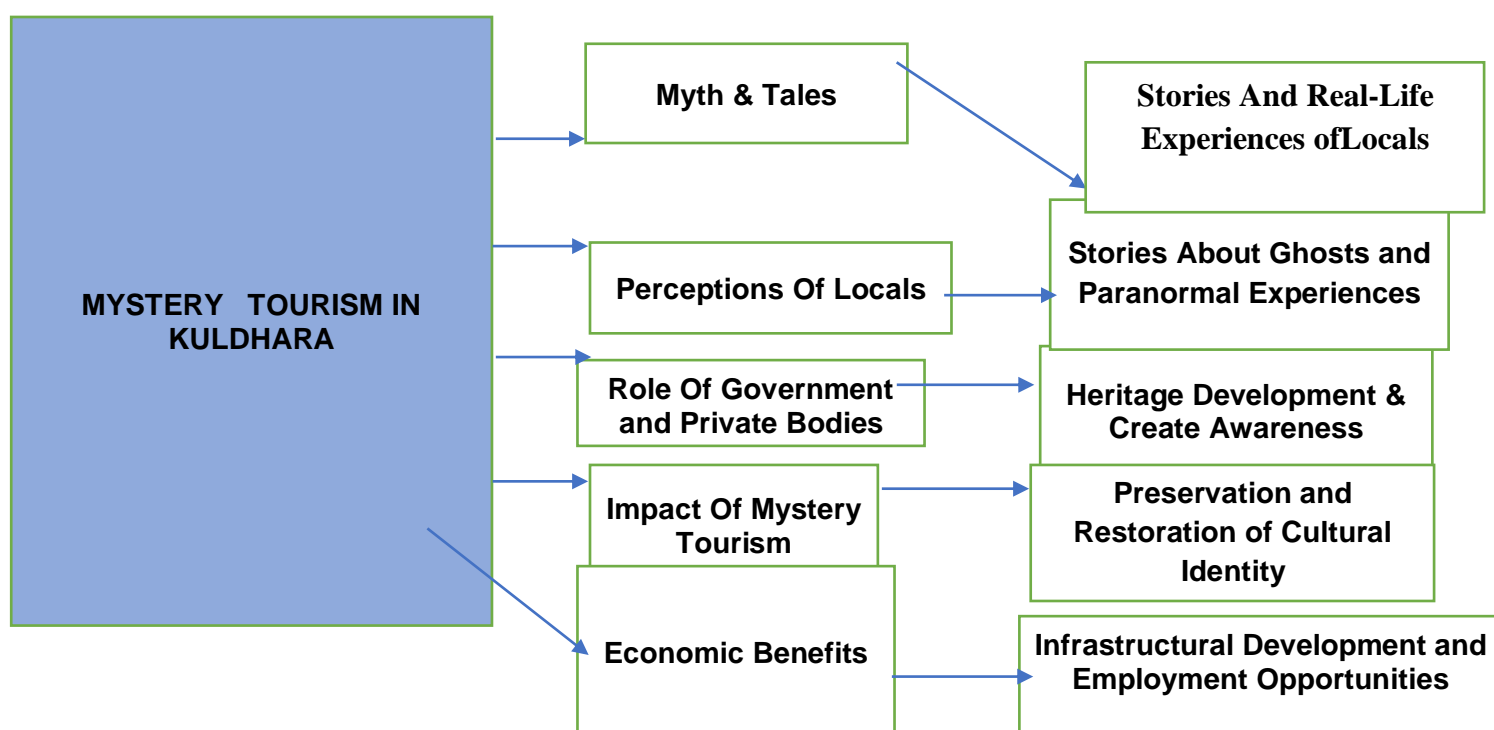 MYSTERY TOURISM IN
KULDHARA
Myth & Tales
Stories And Real-Life
Experiences ofLocals
Perceptions Of Locals
Stories About Ghosts and
Paranormal Experiences
Role Of Government
and Private Bodies
Heritage Development &
Create Awareness
Impact Of Mystery
Tourism
Preservation and
Restoration of Cultural
Identity
Economic Benefits
Infrastructural Development and
Employment Opportunities